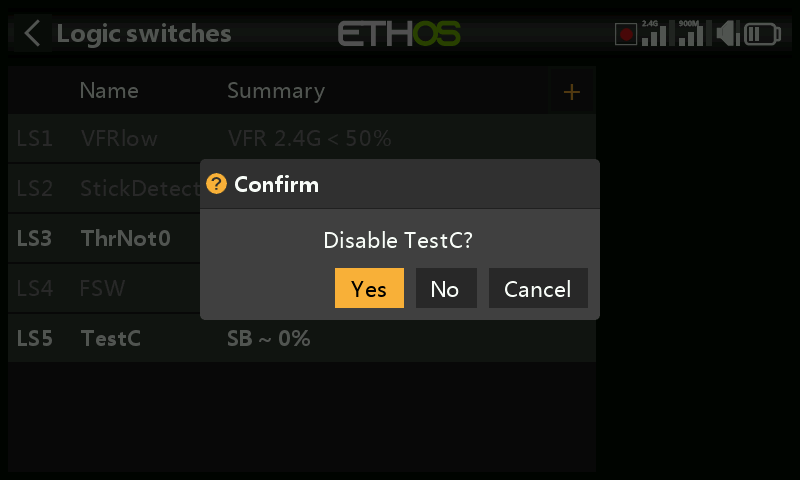 Logic switches
ETHOS
2.4G
900M
Name Summary +
LS1 VFRlow VFR 2.4G < 50%
LS2 StickDetect
? Confirm
LS3 ThrNot0
Disable TestC?
LS4 FSW
Yes No Cancel
LS5 TestC SB ~ 0%